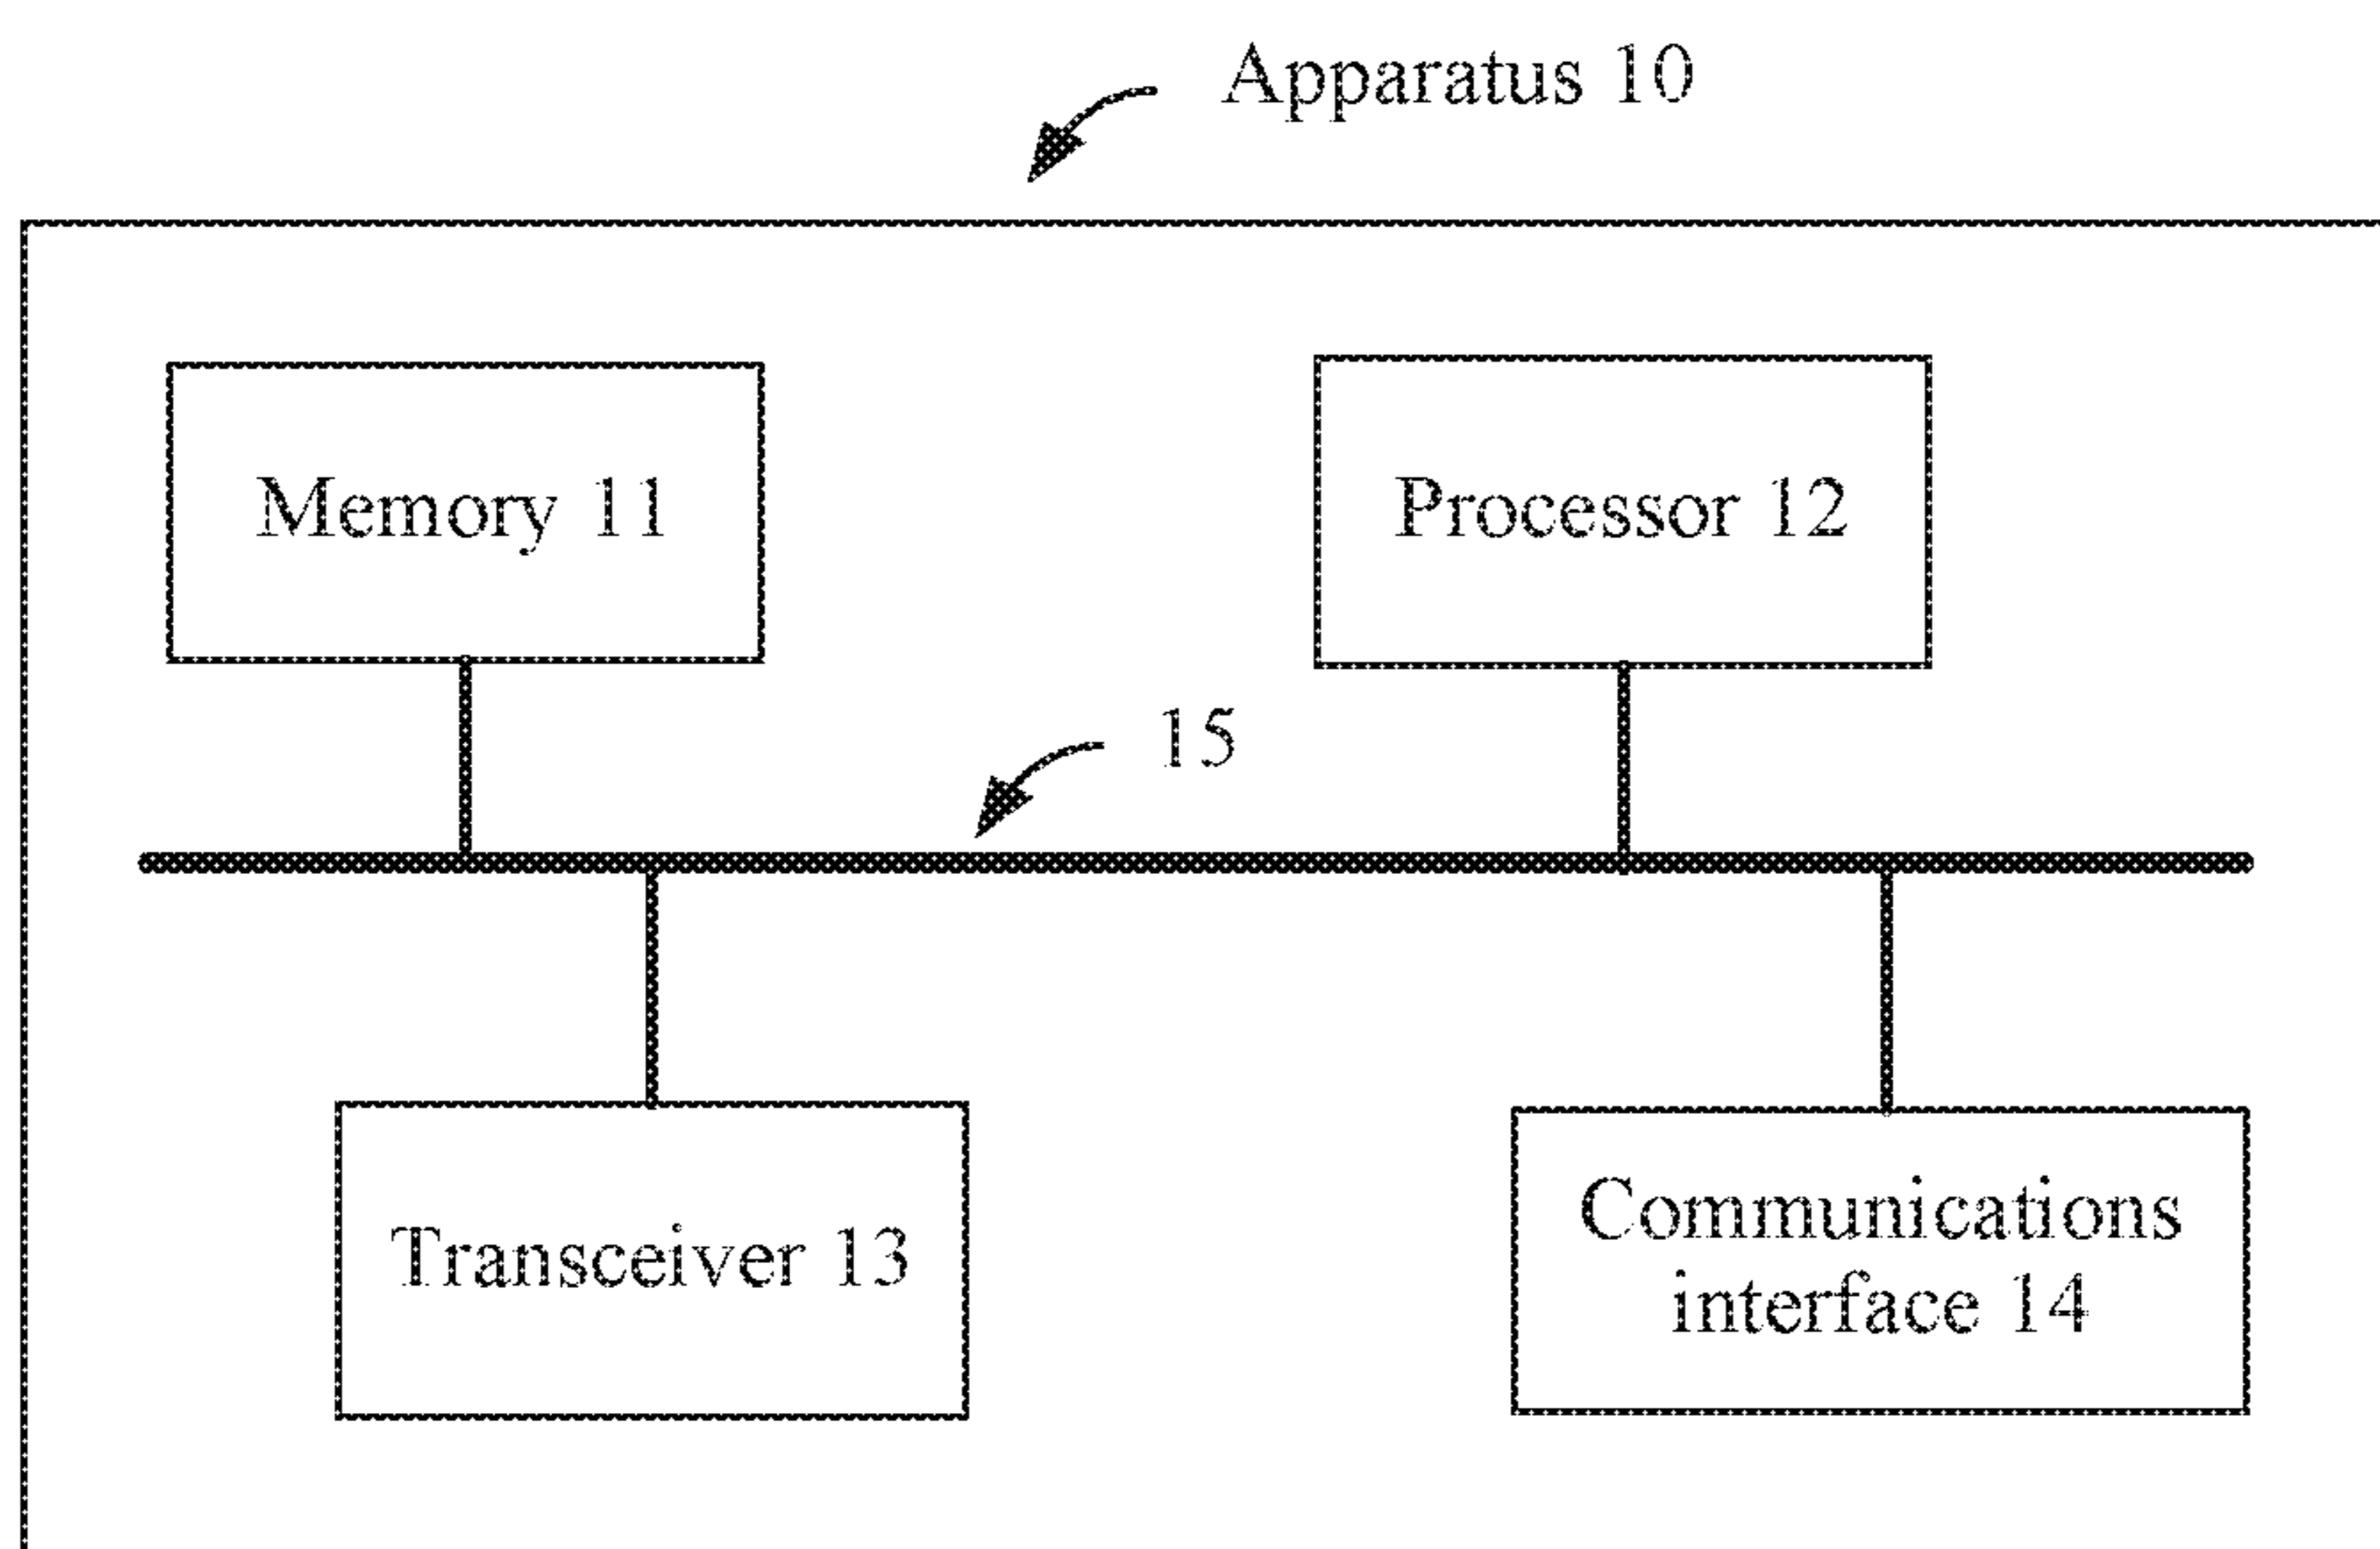 Apparatus 10
Memory 11
Processor 12
15
Transceiver 13
Communications
interface 14